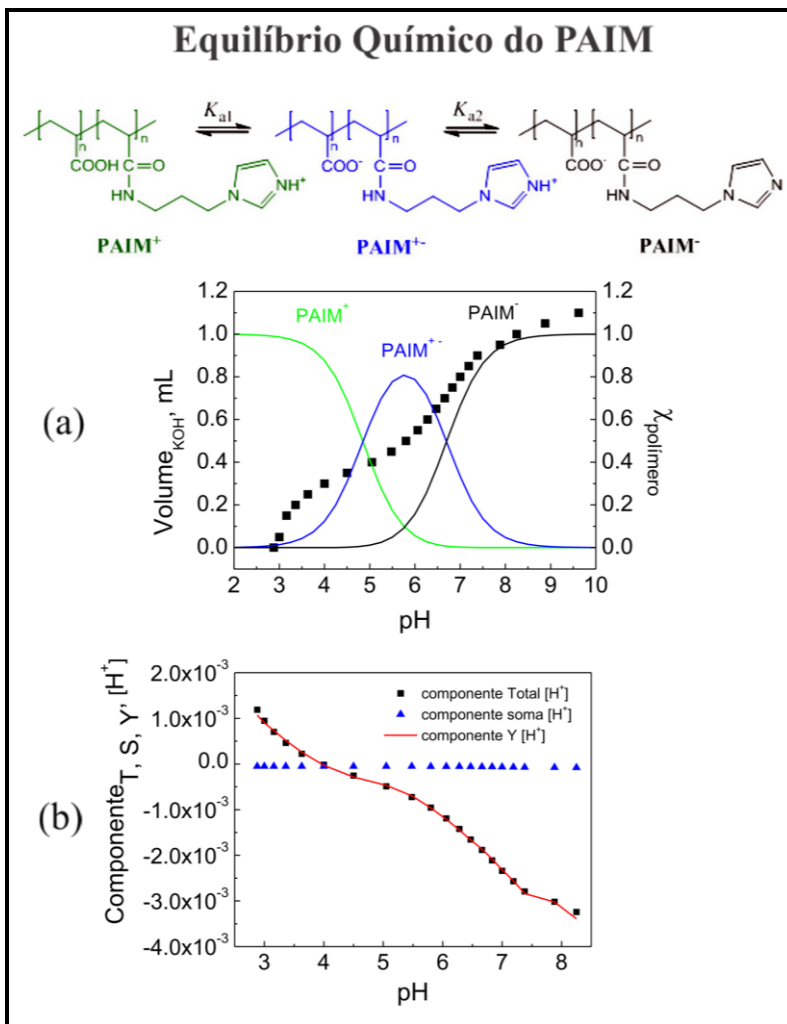 Equilíbrio Químico do PAIM
Ka1
Ka2
n n n n n n
COOH C=O COO- C=O COO- C=O
HN N NH+ HN N NH+ HN N N
PAIM+ PAIM+- PAIM-
(a)
1.2 1.2
PAIM+ PAIM+- PAIM-
1.0 1.0
0.8 0.8
0.6 0.6
0.4 0.4
0.2 0.2
0.0 0.0
Volume KOH, mL
χpolímero
2 3 4 5 6 7 8 9 10
pH
(b)
2.0x10-3
1.0x10-3
0.0
-1.0x10-3
-2.0x10-3
-3.0x10-3
-4.0x10-3
Componente T, S, Y, [H+]
componente Total [H+]
componente soma [H+]
componente Y [H+]
3 4 5 6 7 8
pH